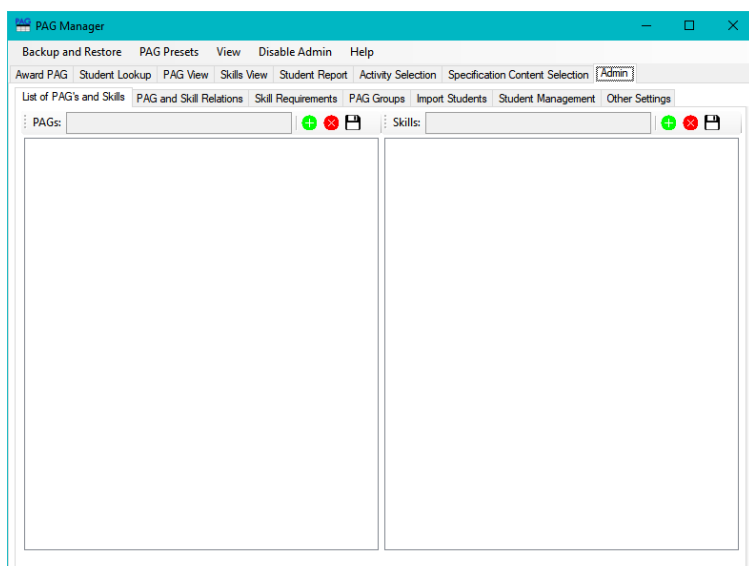 PAG PAG Manager
Backup and Restore PAG Presets View Disable Admin Help
Award PAG Student Lookup PAG View Skills View Student Report Activity Selection Specification Content Selection Admin
List of PAG's and Skills PAG and Skill Relations Skill Requirements PAG Groups Import Students Student Management Other Settings
PAGs: Skills: